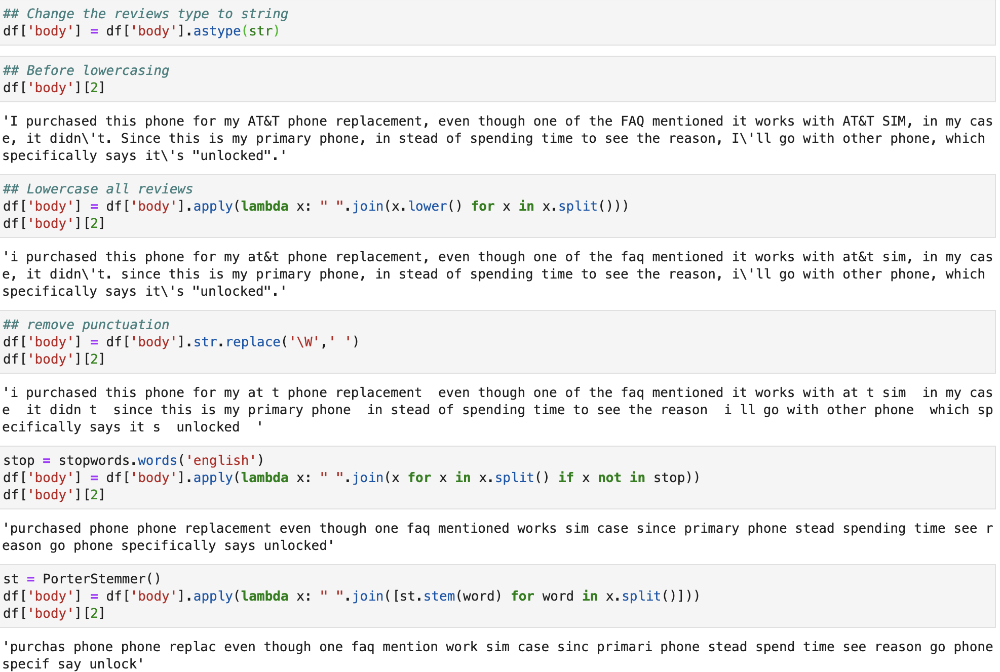 ## Change the reviews type to string
df['body'] = df['body'].astype(str)
## Before lowercasing
df['body'][2]
'I purchased this phone for my AT&T phone replacement, even though one of the FAQ mentioned it works with AT&T SIM, in my cas
e, it didn\'t. Since this is my primary phone, in stead of spending time to see the reason, I\'ll go with other phone, which
specifically says it\'s "unlocked".'
## Lowercase all reviews
df['body'] = df['body'].apply(lambda x: " ".join(x.lower() for x in x.split()))
df['body'][2]
'i purchased this phone for my at&t phone replacement, even though one of the faq mentioned it works with at&t sim, in my cas
e, it didn\'t. since this is my primary phone, in stead of spending time to see the reason, i\'ll go with other phone, which
specifically says it\'s "unlocked".'
## remove punctuation
df['body'] = df['body'].str.replace('\W',' ')
df['body'][2]
'i purchased this phone for my at t phone replacement  even though one of the faq mentioned it works with at t sim  in my cas
e  it didn t  since this is my primary phone  in stead of spending time to see the reason  i ll go with other phone  which sp
ecifically says it s  unlocked  '
stop = stopwords.words('english')
df['body'] = df['body'].apply(lambda x: " ".join(x for x in x.split() if x not in stop))
df['body'][2]
'purchased phone phone replacement even though one faq mentioned works sim case since primary phone stead spending time see r
eason go phone specifically says unlocked'
st = PorterStemmer()
df['body'] = df['body'].apply(lambda x: " ".join([st.stem(word) for word in x.split()]))
df['body'][2]
'purchas phone phone replac even though one faq mention work sim case sinc primari phone stead spend time see reason go phone
specif say unlock'